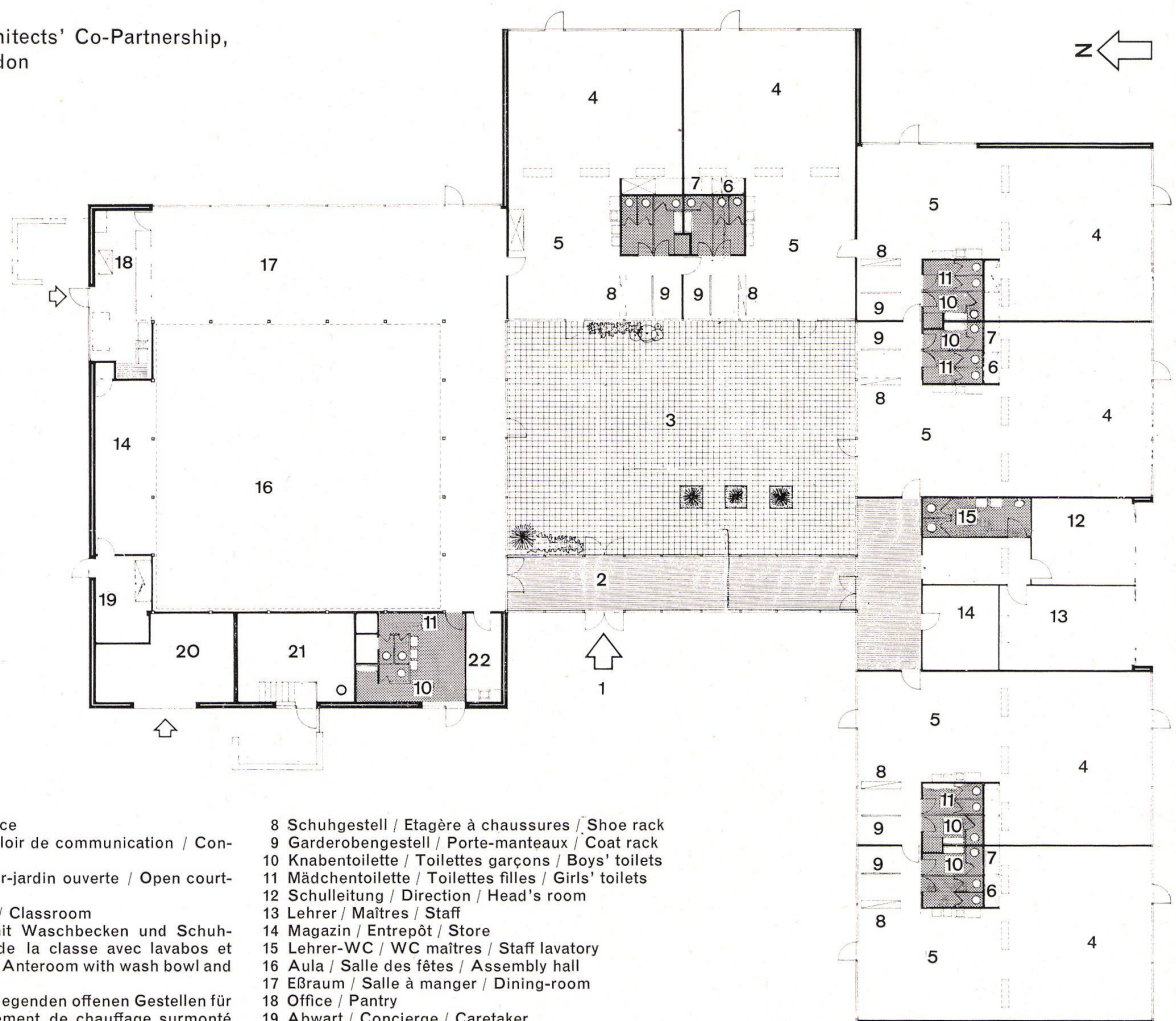 hitects' Co-Partnership,
don
N
4
4
7
6
5
5
8
9
9
8
17
18
3
14
16
2
1
19
20
21
11
10
22
5
4
8
11
10
9
9
10
7
11
6
8
5
4
15
12
14
13
5
4
8
11
10
9
9
10
7
6
8
5
4
ce
loir de communication / Con-
r-jardin ouverte / Open court-
/ Classroom
nit Waschbecken und Schuh-
de la classe avec lavabos et
Anteroom with wash bowl and
egenden offenen Gestellen für
ement de chauffage surmonté
8 Schuhgestell / Etagère à chaussures / Shoe rack
9 Garderobengestell / Porte-manteaux / Coat rack
10 Knabentoilette / Toilettes garçons / Boys' toilets
11 Mädchentoilette / Toilettes filles / Girls' toilets
12 Schulleitung / Direction / Head's room
13 Lehrer / Maîtres / Staff
14 Magazin / Entrepôt / Store
15 Lehrer-WC / WC maîtres / Staff lavatory
16 Aula / Salle des fêtes / Assembly hall
17 Eßraum / Salle à manger / Dining-room
18 Office / Pantry
19 Abwart / Concierge / Caretaker